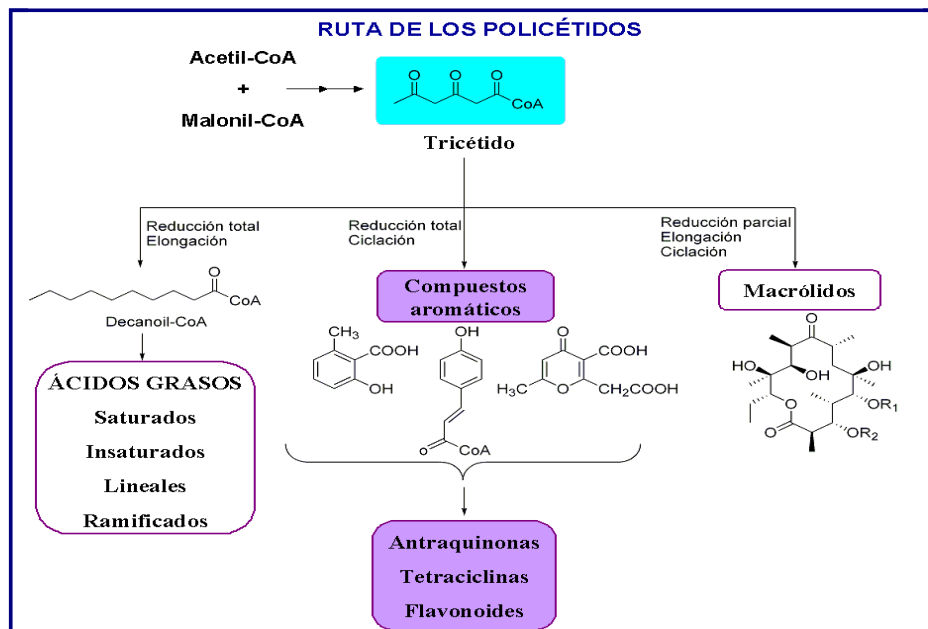 RUTA DE LOS POLICÉTIDOS
Acetil-CoA
+
Malonil-CoA
O
O
O
CoA
Tricétido
Reducción total
Elongación
Reducción total
Ciclación
Reducción parcial
Elongación
Ciclación
O
CoA
Decanoil-CoA
Compuestos
aromáticos
Macrólidos
CH3
COOH
OH
OH
o
CoA
O
COOH
H3C
O
CH2COOH
O
HO
OH
OH
O
OR1
O
OR2
ÁCIDOS GRASOS
Saturados
Insaturados
Lineales
Ramificados
Antraquinonas
Tetraciclinas
Flavonoides